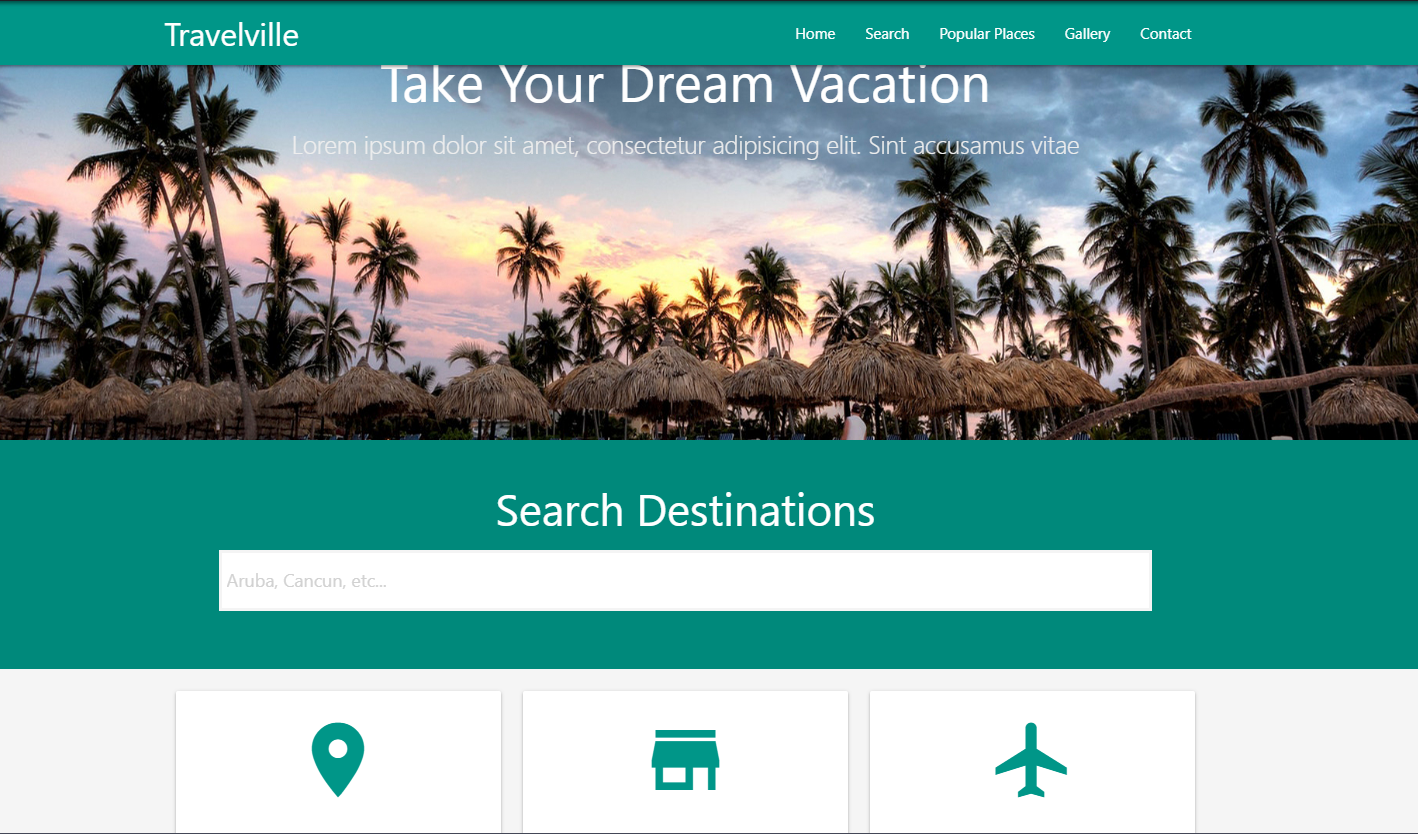 Travelville
Home Search Popular Places Gallery Contact
Take Your Dream Vacation
Lorem ipsum dolor sit amet, consectetur adipisicing elit. Sint accusamus vitae
Search Destinations
Aruba, Cancun, etc...